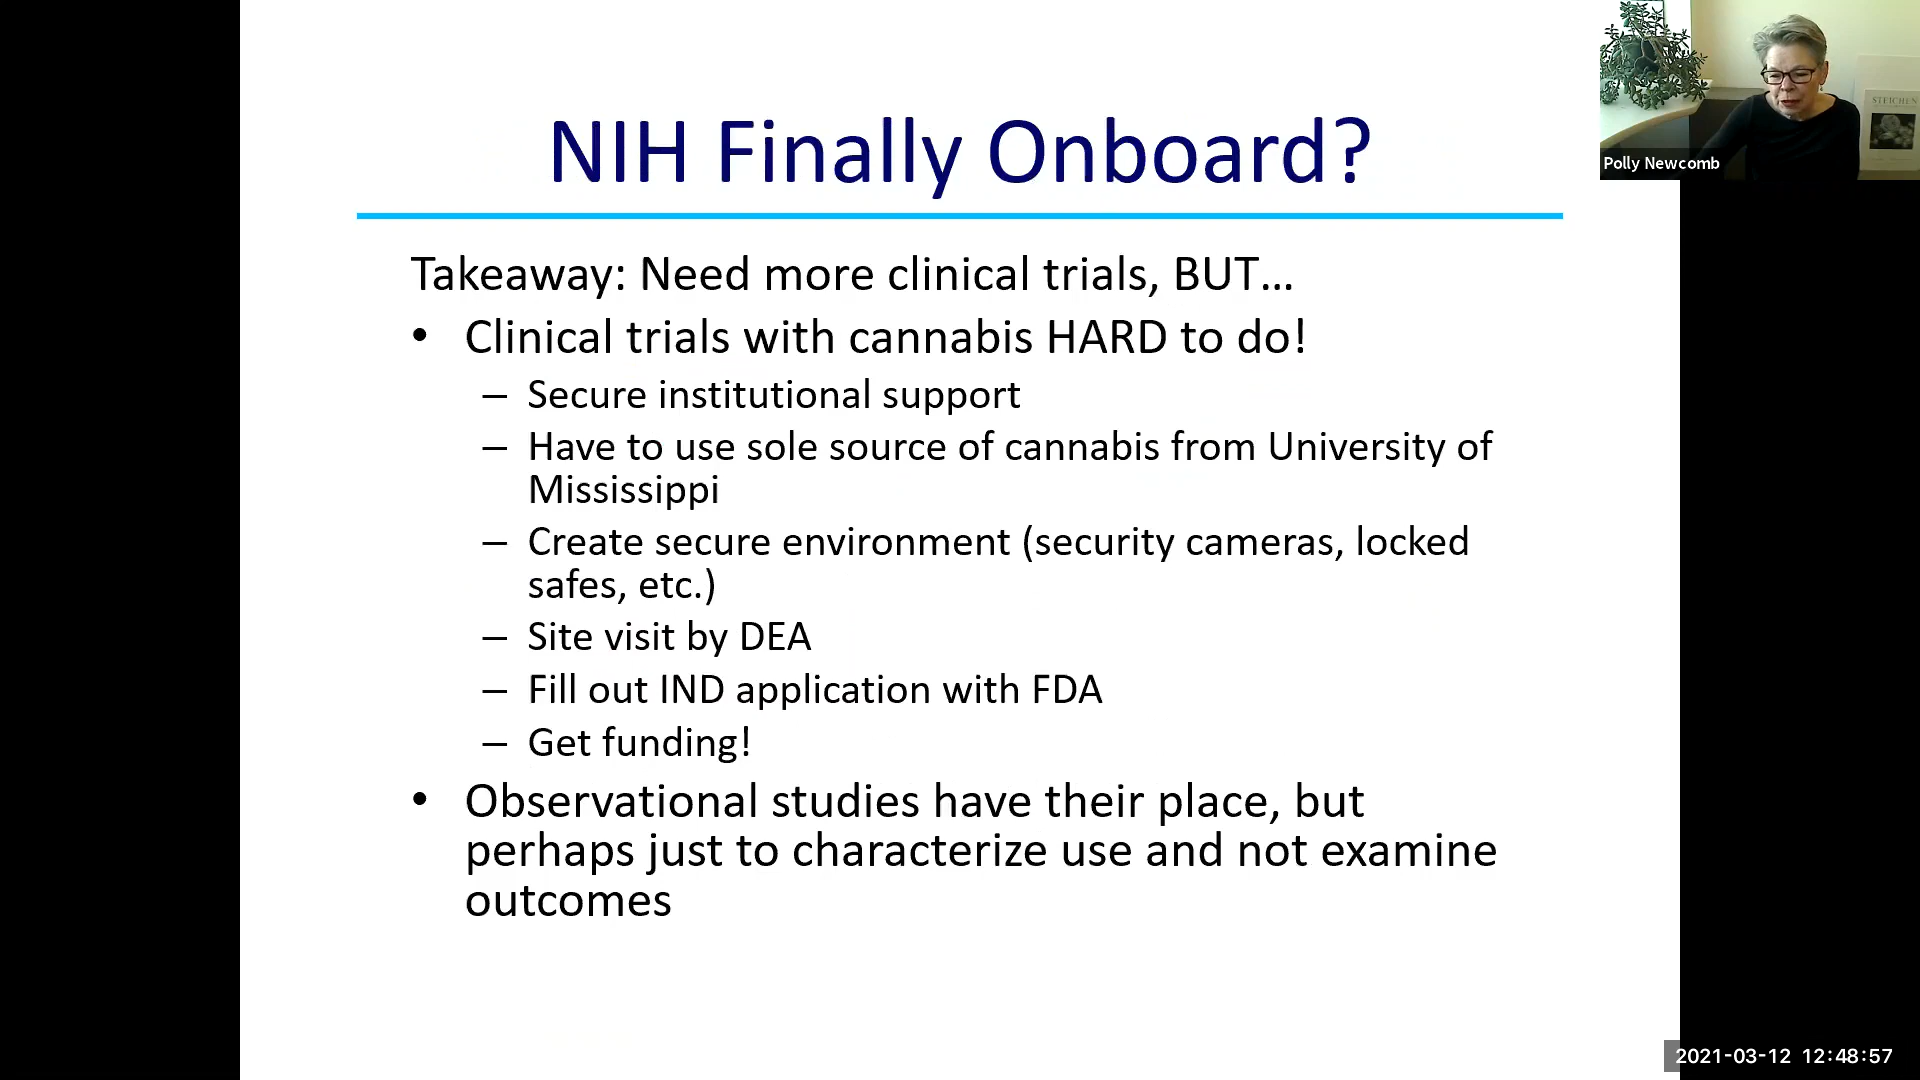 NIH Finally Onboard?
Takeaway: Need more clinical trials, BUT…
• Clinical trials with cannabis HARD to do!
– Secure institutional support
– Have to use sole source of cannabis from University of
Mississippi
– Create secure environment (security cameras, locked
safes, etc.)
– Site visit by DEA
– Fill out IND application with FDA
– Get funding!
• Observational studies have their place, but
perhaps just to characterize use and not examine
outcomes
STEICHEN
Polly Newcomb
2021-03-12 12:48:57